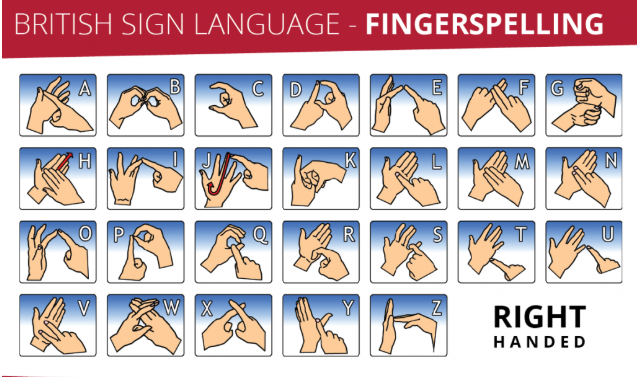 BRITISH SIGN LANGUAGE - FINGERSPELLING
A B C D E F G
H I J K L M N
O P Q R S T U
V W X Y Z
RIGHT
HANDED